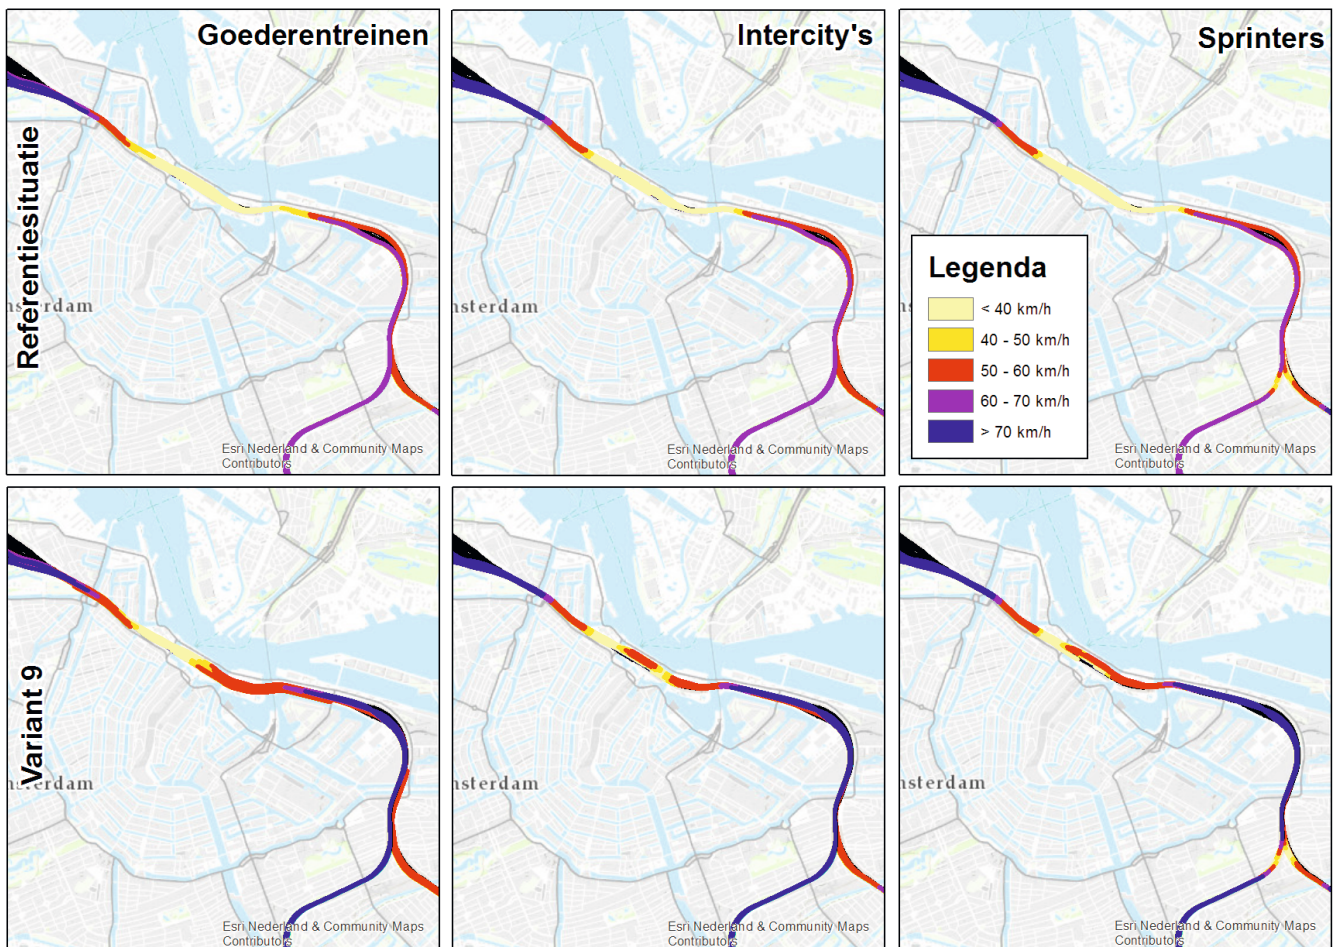 Goederentreinen
Intercity's
Sprinters
Referentiesituatie
msterdam
nsterdam
Legenda
< 40 km/h
40 - 50 km/h
50 - 60 km/h
60 - 70 km/h
> 70 km/h
Esri Nederland & Community Maps
Contributors
Esri Nederland & Community Maps
Contributors
Esri Nederland & Community Maps
Contributors
Variant 9
msterdam
nsterdam
nsterdam
Esri Nederland & Community Maps
Contributors
Esri Nederland & Community Maps
Contributors
Esri Nederland & Community Maps
Contributors